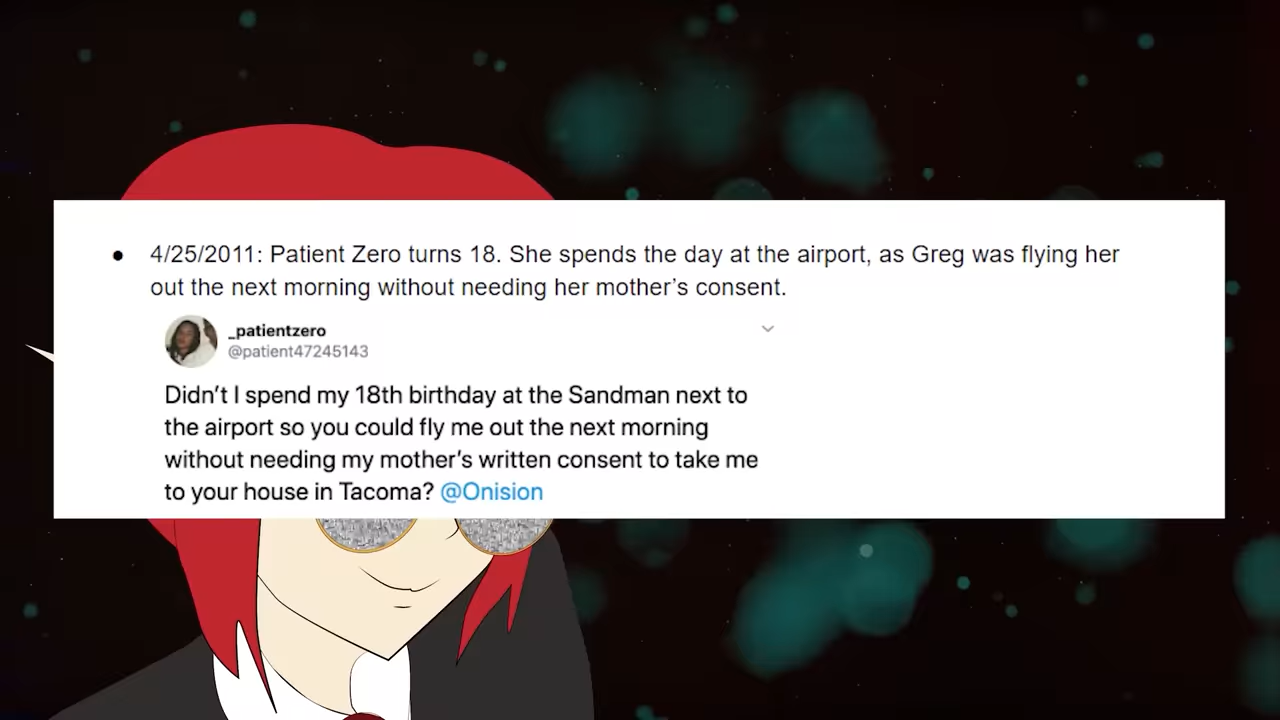 • 4/25/2011: Patient Zero turns 18. She spends the day at the airport, as Greg was flying her
out the next morning without needing her mother’s consent.
_patientzero
@patient47245143
Didn’t I spend my 18th birthday at the Sandman next to
the airport so you could fly me out the next morning
without needing my mother’s written consent to take me
to your house in Tacoma? @Onision